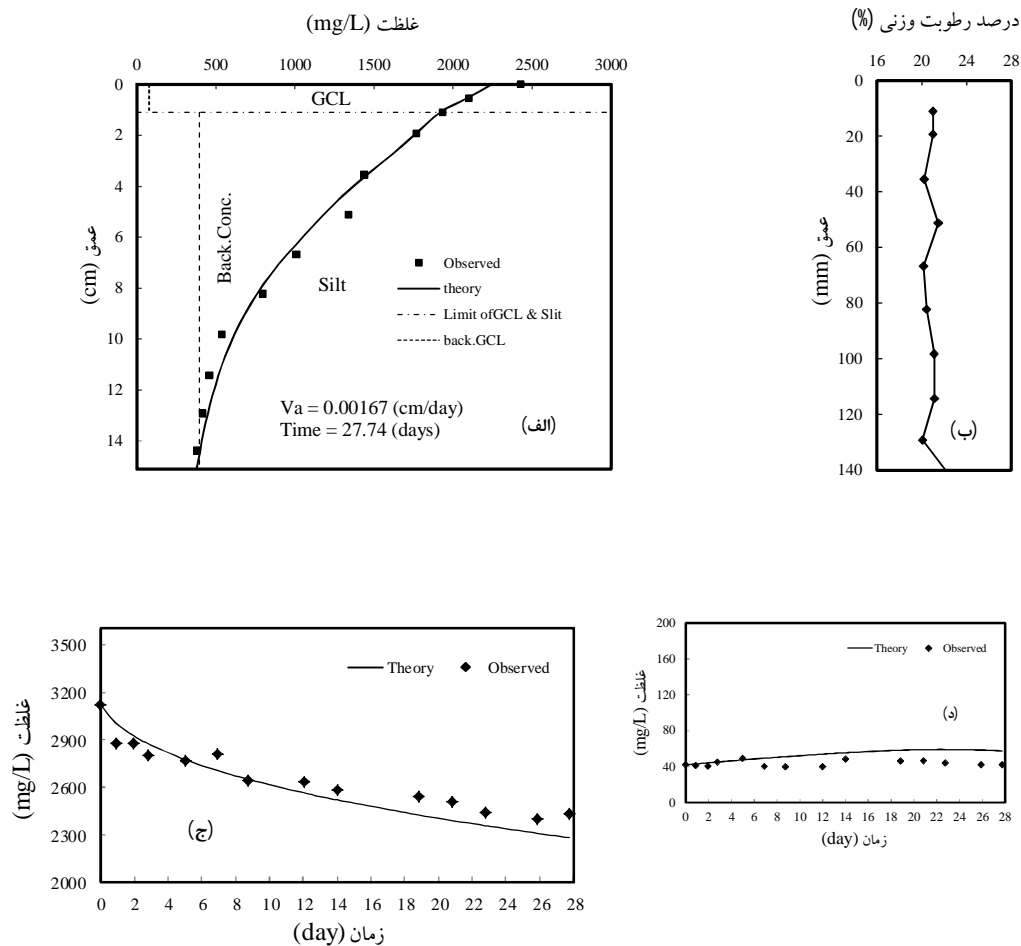 غلظت (mg/L)
0 500 1000 1500 2000 2500 3000
0
2
4
6
8
10
12
14
عمق (cm)
GCL
Back.Conc.
Silt
Observed
theory
Limit ofGCL & Slit
back.GCL
Va = 0.00167 (cm/day)
Time = 27.74 (days)
(الف)
درصد رطوبت وزنی (%)
16 20 24 28
0
20
40
60
80
100
120
140
عمق (mm)
(ب)
3500
3200
2900
2600
2300
2000
غلظت (mg/L)
Theory Observed
(ج)
0 2 4 6 8 10 12 14 16 18 20 22 24 26 28
زمان (day)
200
160
120
80
40
0
غلظت (mg/L)
Theory Observed
(د)
0 2 4 6 8 10 12 14 16 18 20 22 24 26 28
زمان (day)